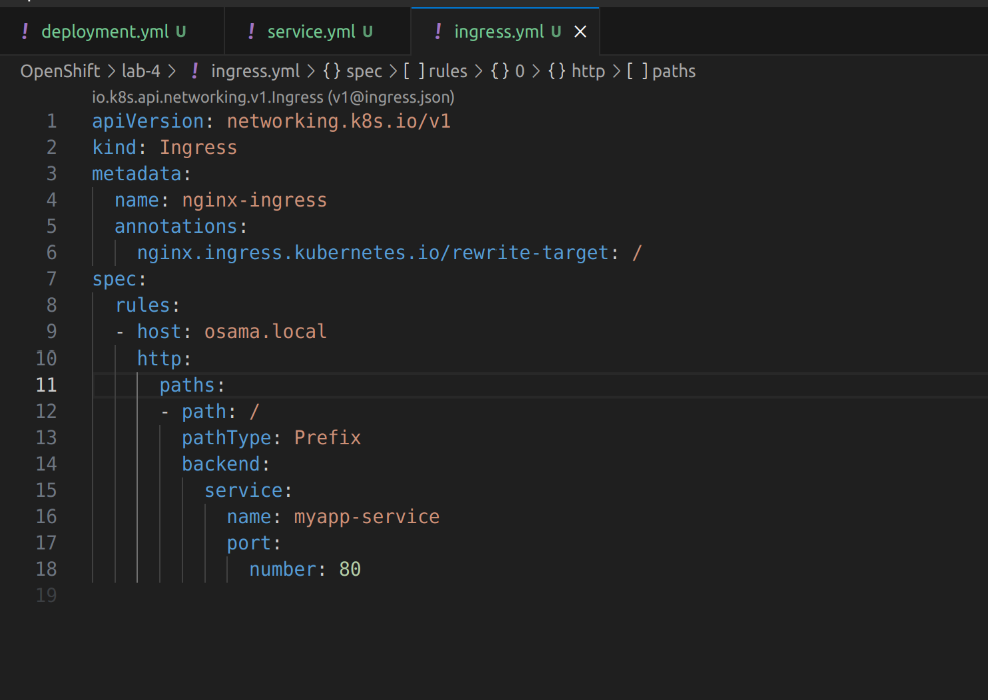 ! deployment.yml U ! service.yml U ! ingress.yml U ×
OpenShift > lab-4 > ! ingress.yml > {} spec > [ ] rules > {} 0 > {} http > [ ] paths
io.k8s.api.networking.v1.Ingress (v1@ingress.json)
1 apiVersion: networking.k8s.io/v1
2 kind: Ingress
3 metadata:
4   name: nginx-ingress
5   annotations:
6     nginx.ingress.kubernetes.io/rewrite-target: /
7 spec:
8   rules:
9   - host: osama.local
10     http:
11       paths:
12       - path: /
13         pathType: Prefix
14         backend:
15           service:
16             name: myapp-service
17             port:
18               number: 80
19